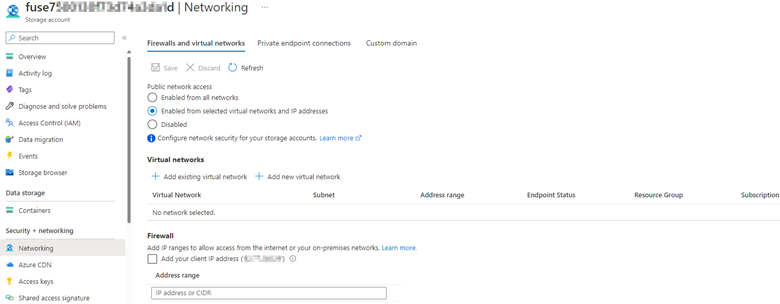 | Networking
Storage account
Search
Overview
Activity log
Tags
Diagnose and solve problems
Access Control (IAM)
Data migration
Events
Storage browser
Data storage
Containers
Security + networking
Networking
Azure CDN
Access keys
Shared access signature
Firewalls and virtual networks Private endpoint connections Custom domain
Save Discard Refresh
Public network access
Enabled from all networks
Enabled from selected virtual networks and IP addresses
Disabled
Configure network security for your storage accounts. Learn more
Virtual networks
+ Add existing virtual network + Add new virtual network
Virtual Network Subnet Address range Endpoint Status Resource Group Subscription
No network selected.
Firewall
Add IP ranges to allow access from the internet or your on-premises networks. Learn more.
Add your client IP address ( )
Address range
IP address or CIDR